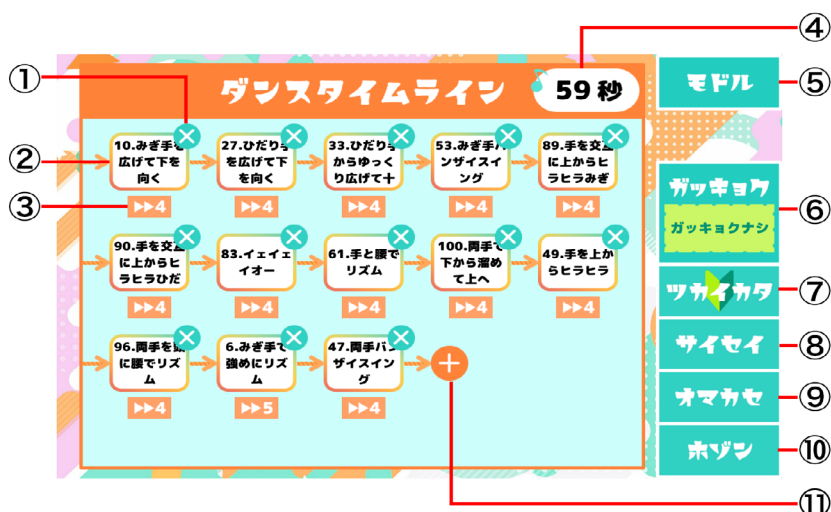 ④
①
ダンスタイムライン
59 秒
モドル
⑤
②
10.みぎ手を
広げて下を
向く
27.ひだり手
を広げて下
を向く
33.ひだり手
からゆっく
り広げて十
53.みぎ手バ
ンザイスイ
ング
89.手を交互
に上からヒ
ラヒラみぎ
③
▶▶4
▶▶4
▶▶4
▶▶4
▶▶4
ガッキョク
ガッキョクナシ
⑥
90.手を交互
に上からヒ
ラヒラひだ
83.イェイェ
イオー
61.手と腰で
リズム
100.両手で
下から溜め
て上へ
49.手を上か
らヒラヒラ
▶▶4
▶▶4
▶▶4
▶▶4
▶▶4
ツカイカタ
⑦
96.両手を頭
に腰でリズ
ム
6.みぎ手で
強めにリズ
ム
47.両手バン
ザイスイン
グ
▶▶4
▶▶5
▶▶4
サイセイ
⑧
オマカセ
⑨
ホゾン
⑩
⑪